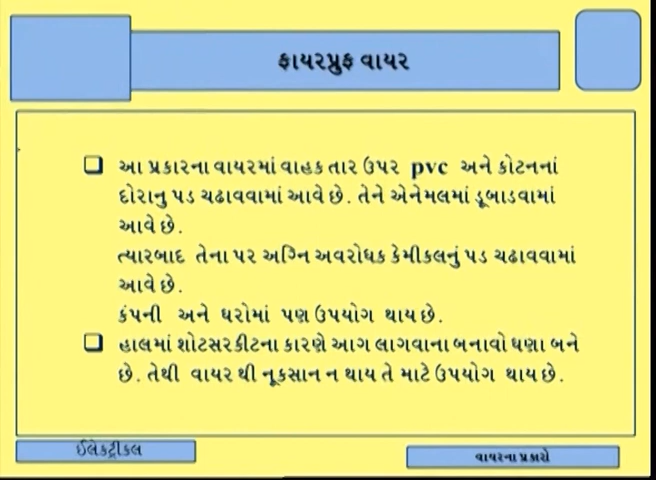 ફાયરપ્રુફ વાયર
❑ આ પ્રકારના વાયરમાં વાહક તાર ઉપર pvc અને કોટનનાં
દોરાનુ પડ ચઢાવવામાં આવે છે. તેને એનેમલમાં ડૂબાડવામાં
આવે છે.
ત્યારબાદ તેના પર અગ્નિ અવરોધક કેમીકલનું પડ ચઢાવવામાં
આવે છે.
કંપની અને ઘરોમાં પણ ઉપયોગ થાય છે.
❑ હાલમાં શોટસરકીટના કારણે આગ લાગવાના બનાવો ઘણા બને
છે. તેથી વાયર થી નૂકસાન ન થાય તે માટે ઉપયોગ થાય છે.
ઈલેકટ્રીકલ
વાયરના પ્રકારો